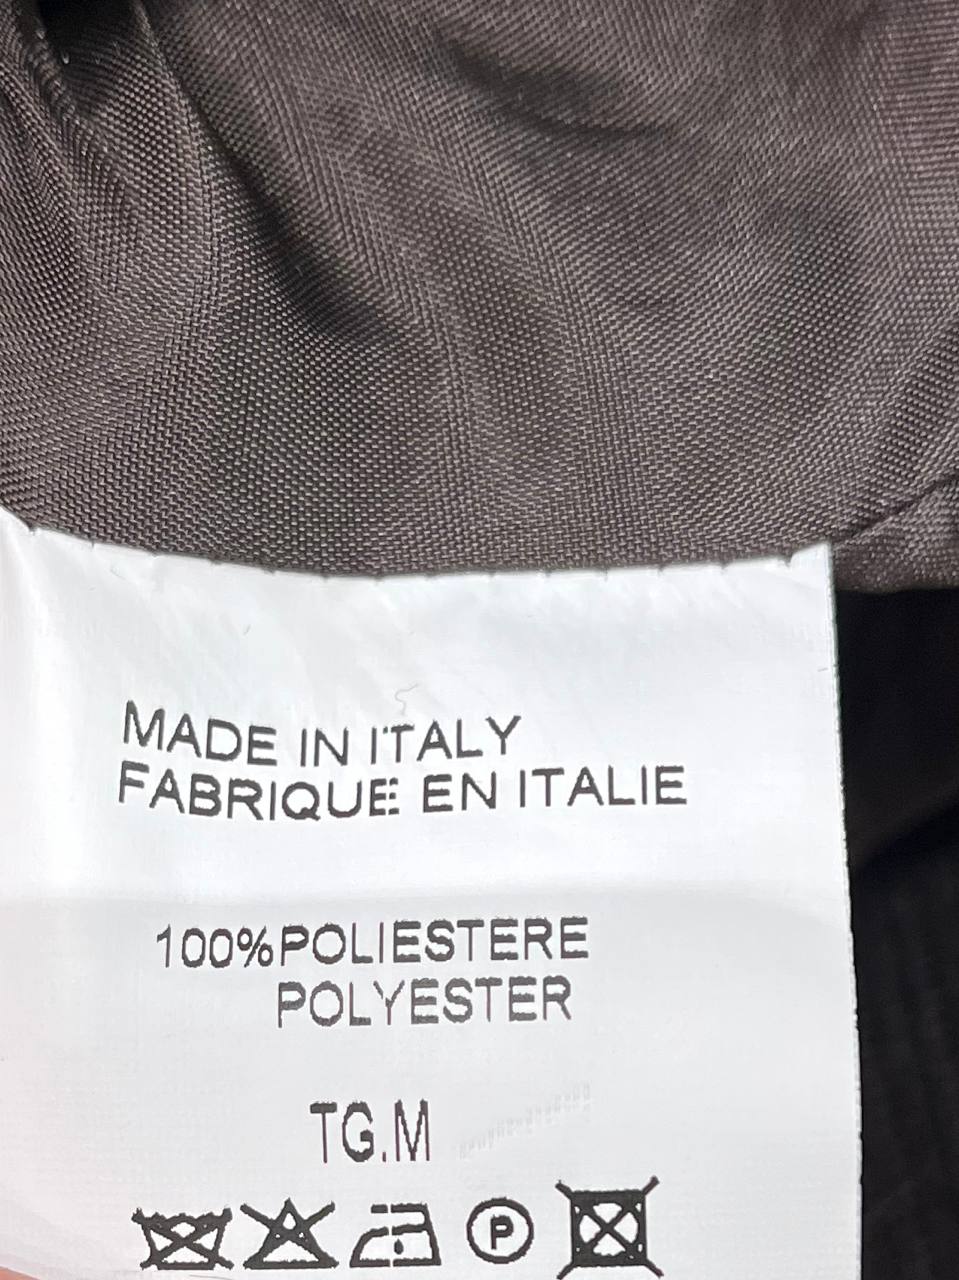 MADE IN ITALY
FABRIQUE EN ITALIE
100%POLIESTERE
POLYESTER
TG.M
P